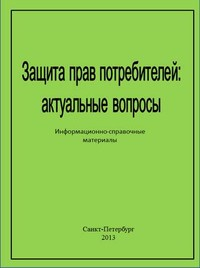 Защита прав потребителей:
актуальные вопросы
Информационно-справочные
материалы
Санкт-Петербург
2013